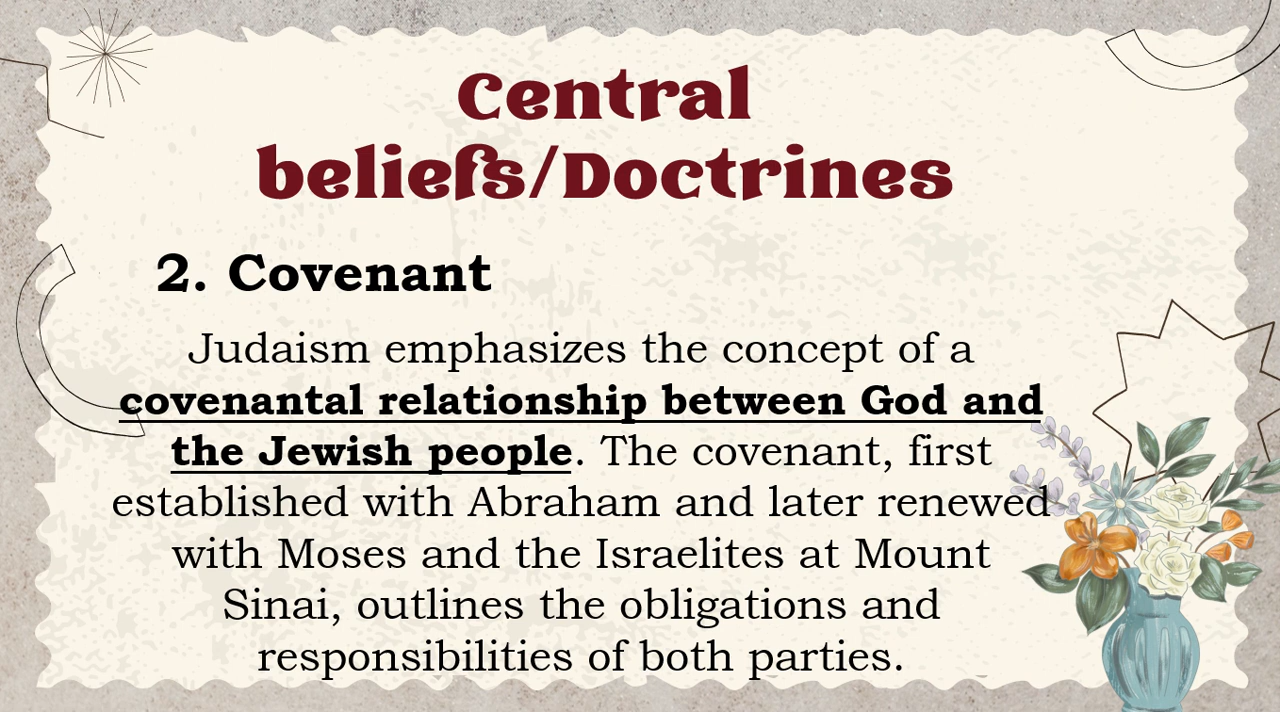 Central
beliefs/Doctrines
2. Covenant
Judaism emphasizes the concept of a
covenantal relationship between God and
the Jewish people. The covenant, first
established with Abraham and later renewed
with Moses and the Israelites at Mount
Sinai, outlines the obligations and
responsibilities of both parties.